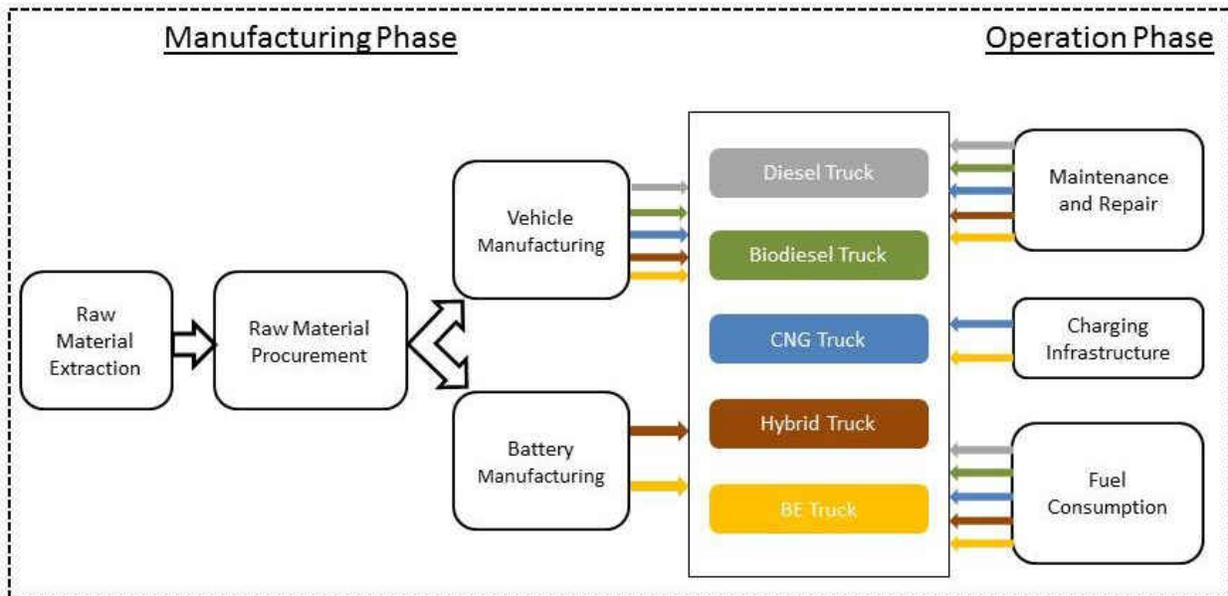 Manufacturing Phase
Operation Phase
Raw
Material
Extraction
Raw Material
Procurement
Vehicle
Manufacturing
Battery
Manufacturing
Diesel Truck
Biodiesel Truck
CNG Truck
Hybrid Truck
BE Truck
Maintenance
and Repair
Charging
Infrastructure
Fuel
Consumption